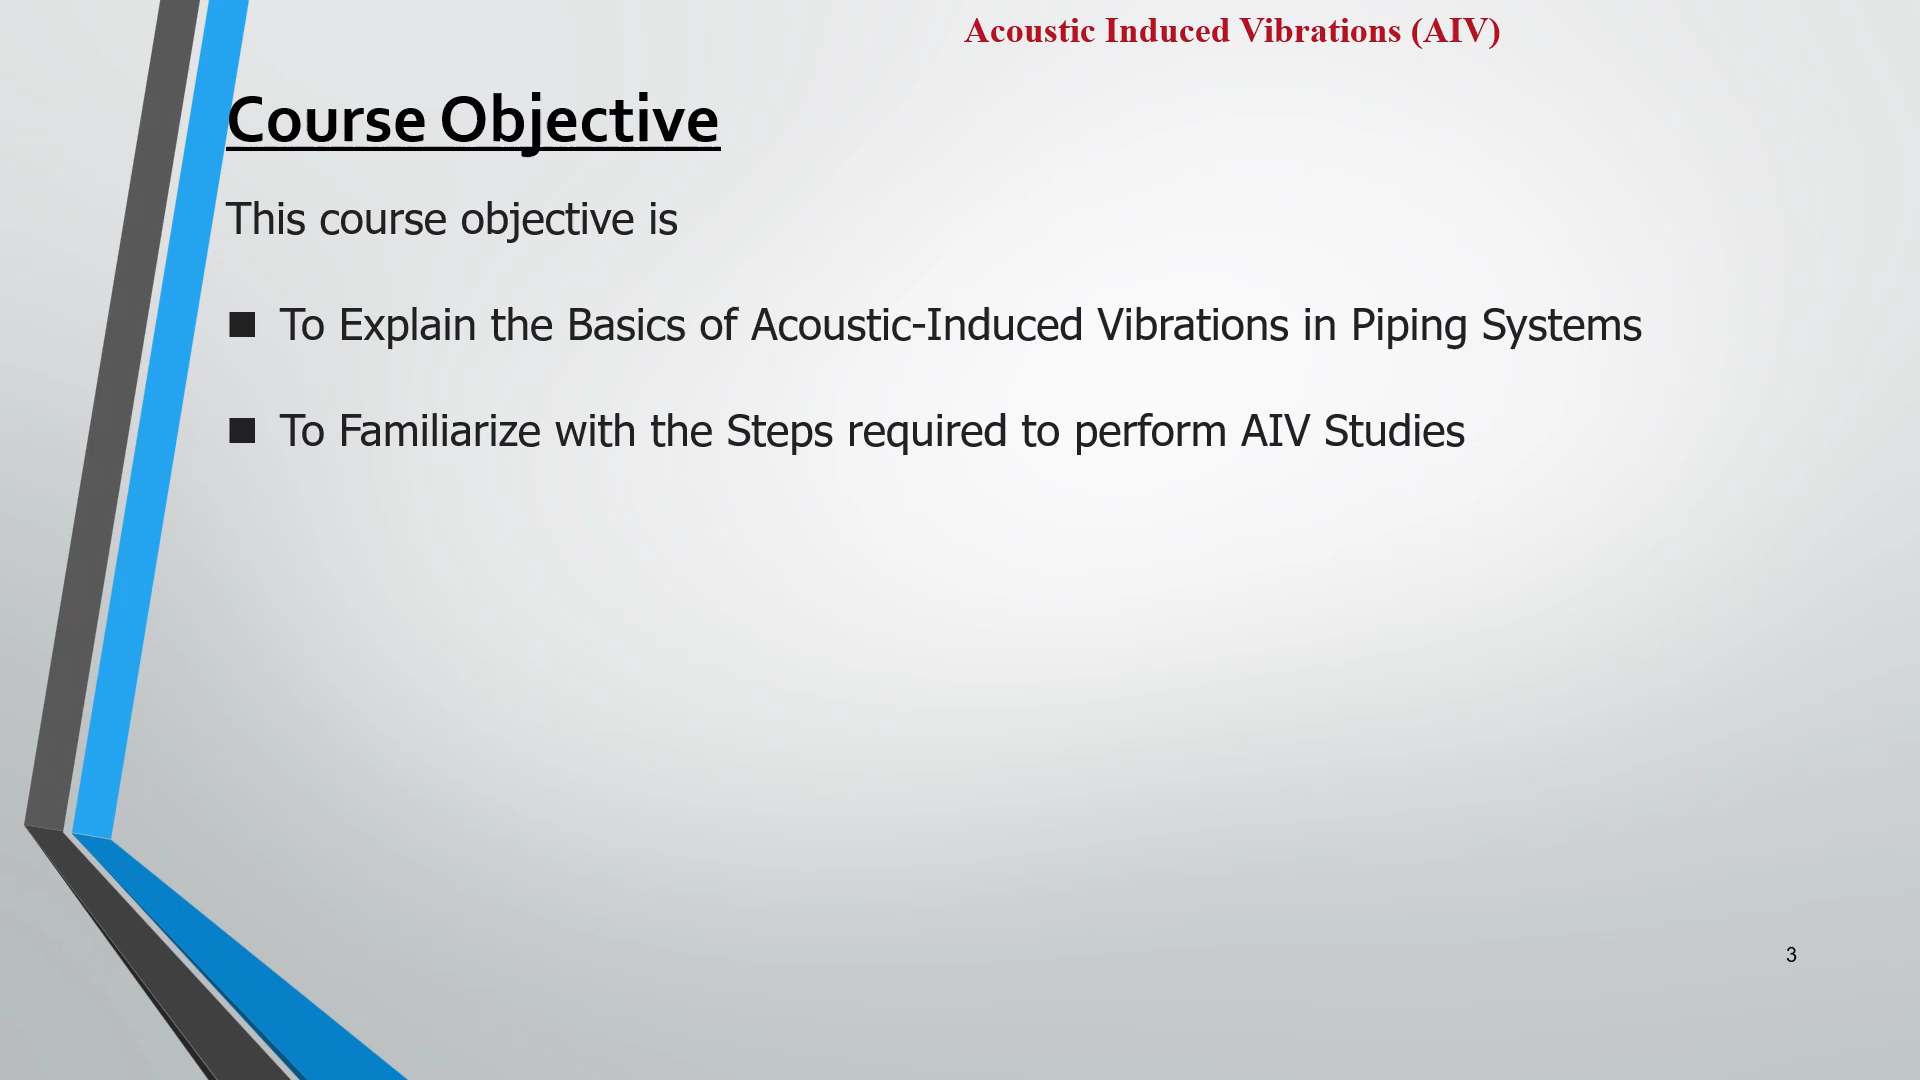 Acoustic Induced Vibrations (AIV)
Course Objective
This course objective is
■ To Explain the Basics of Acoustic-Induced Vibrations in Piping Systems
■ To Familiarize with the Steps required to perform AIV Studies
3